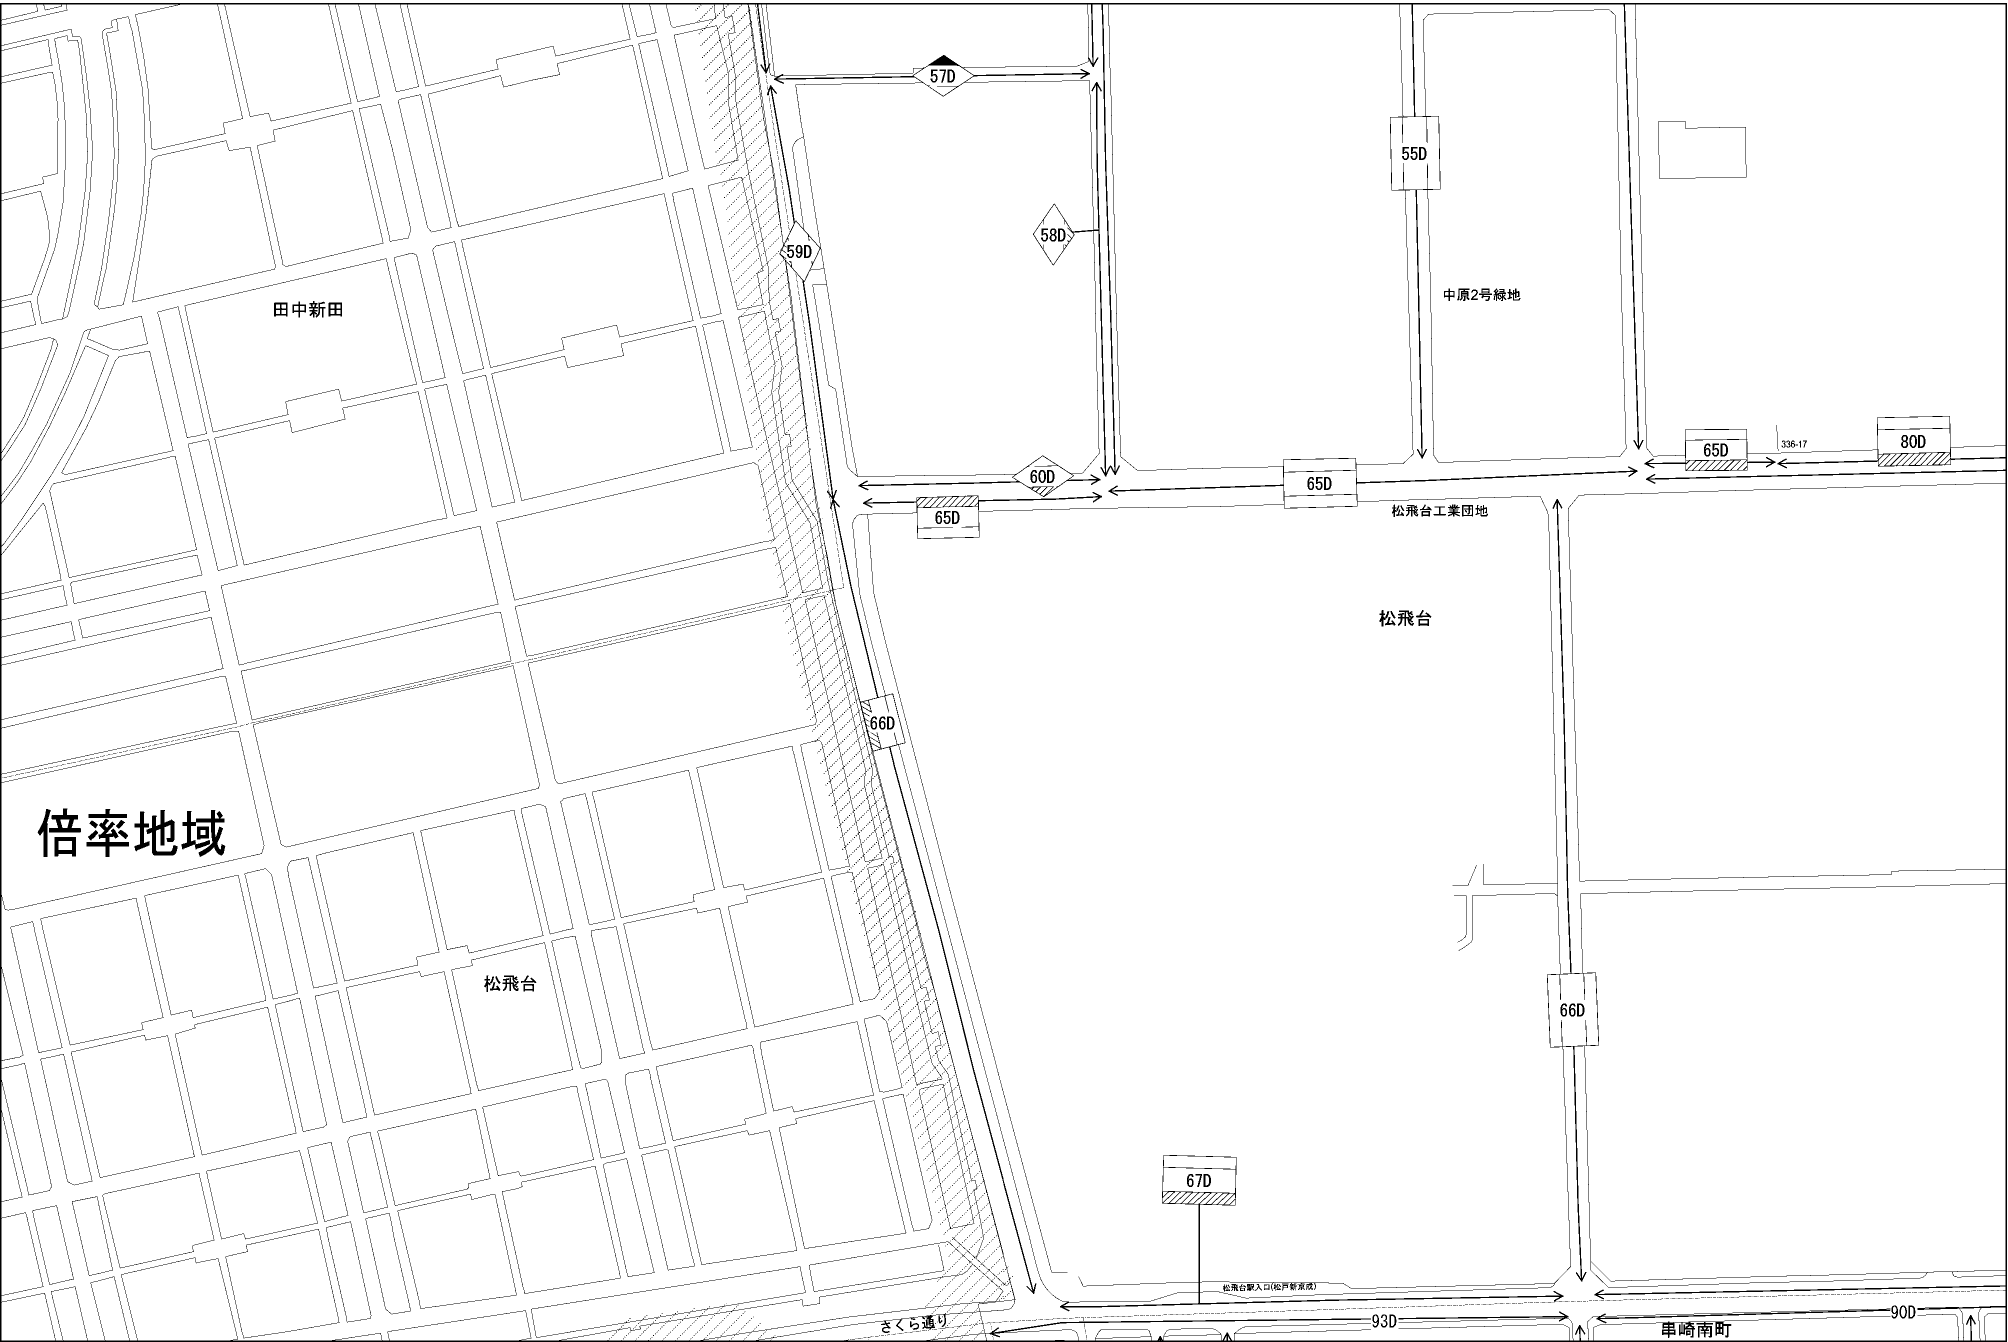 57D
55D
58D
59D
中原2号緑地
田中新田
65D
336-17
80D
60D
65D
65D
松飛台工業団地
松飛台
66D
倍率地域
松飛台
66D
67D
松飛台駅入口(松戸新京成)
さくら通り
93D
90D
串崎南町